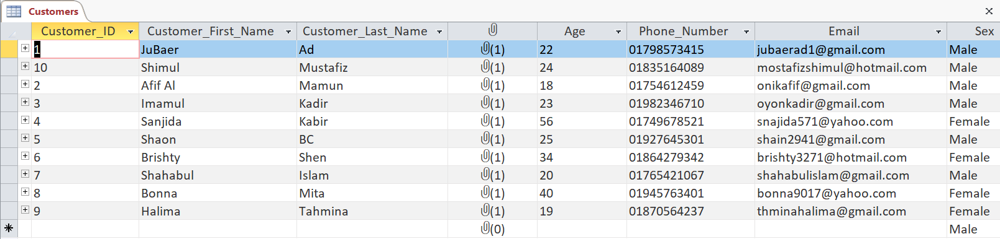 Customers
Customer_ID Customer_First_Name Customer_Last_Name Age Phone_Number Email Sex
1 JuBaer Ad (1) 22 01798573415 jubaerad1@gmail.com Male
10 Shimul Mustafiz (1) 24 01835164089 mostafizshimul@hotmail.com Male
2 Afif Al Mamun (1) 18 01754612459 onikafif@gmail.com Male
3 Imamul Kadir (1) 23 01982346710 oyonkadir@gmail.com Male
4 Sanjida Kabir (1) 56 01749678521 snajida571@yahoo.com Female
5 Shaon BC (1) 25 01927645301 shain2941@gmail.com Male
6 Brishty Shen (1) 34 01864279342 brishty3271@hotmail.com Female
7 Shahabul Islam (1) 20 01765421067 shahabulislam@gmail.com Male
8 Bonna Mita (1) 40 01945763401 bonna9017@yahoo.com Female
9 Halima Tahmina (1) 19 01870564237 thminahalima@gmail.com Female
(0) Male